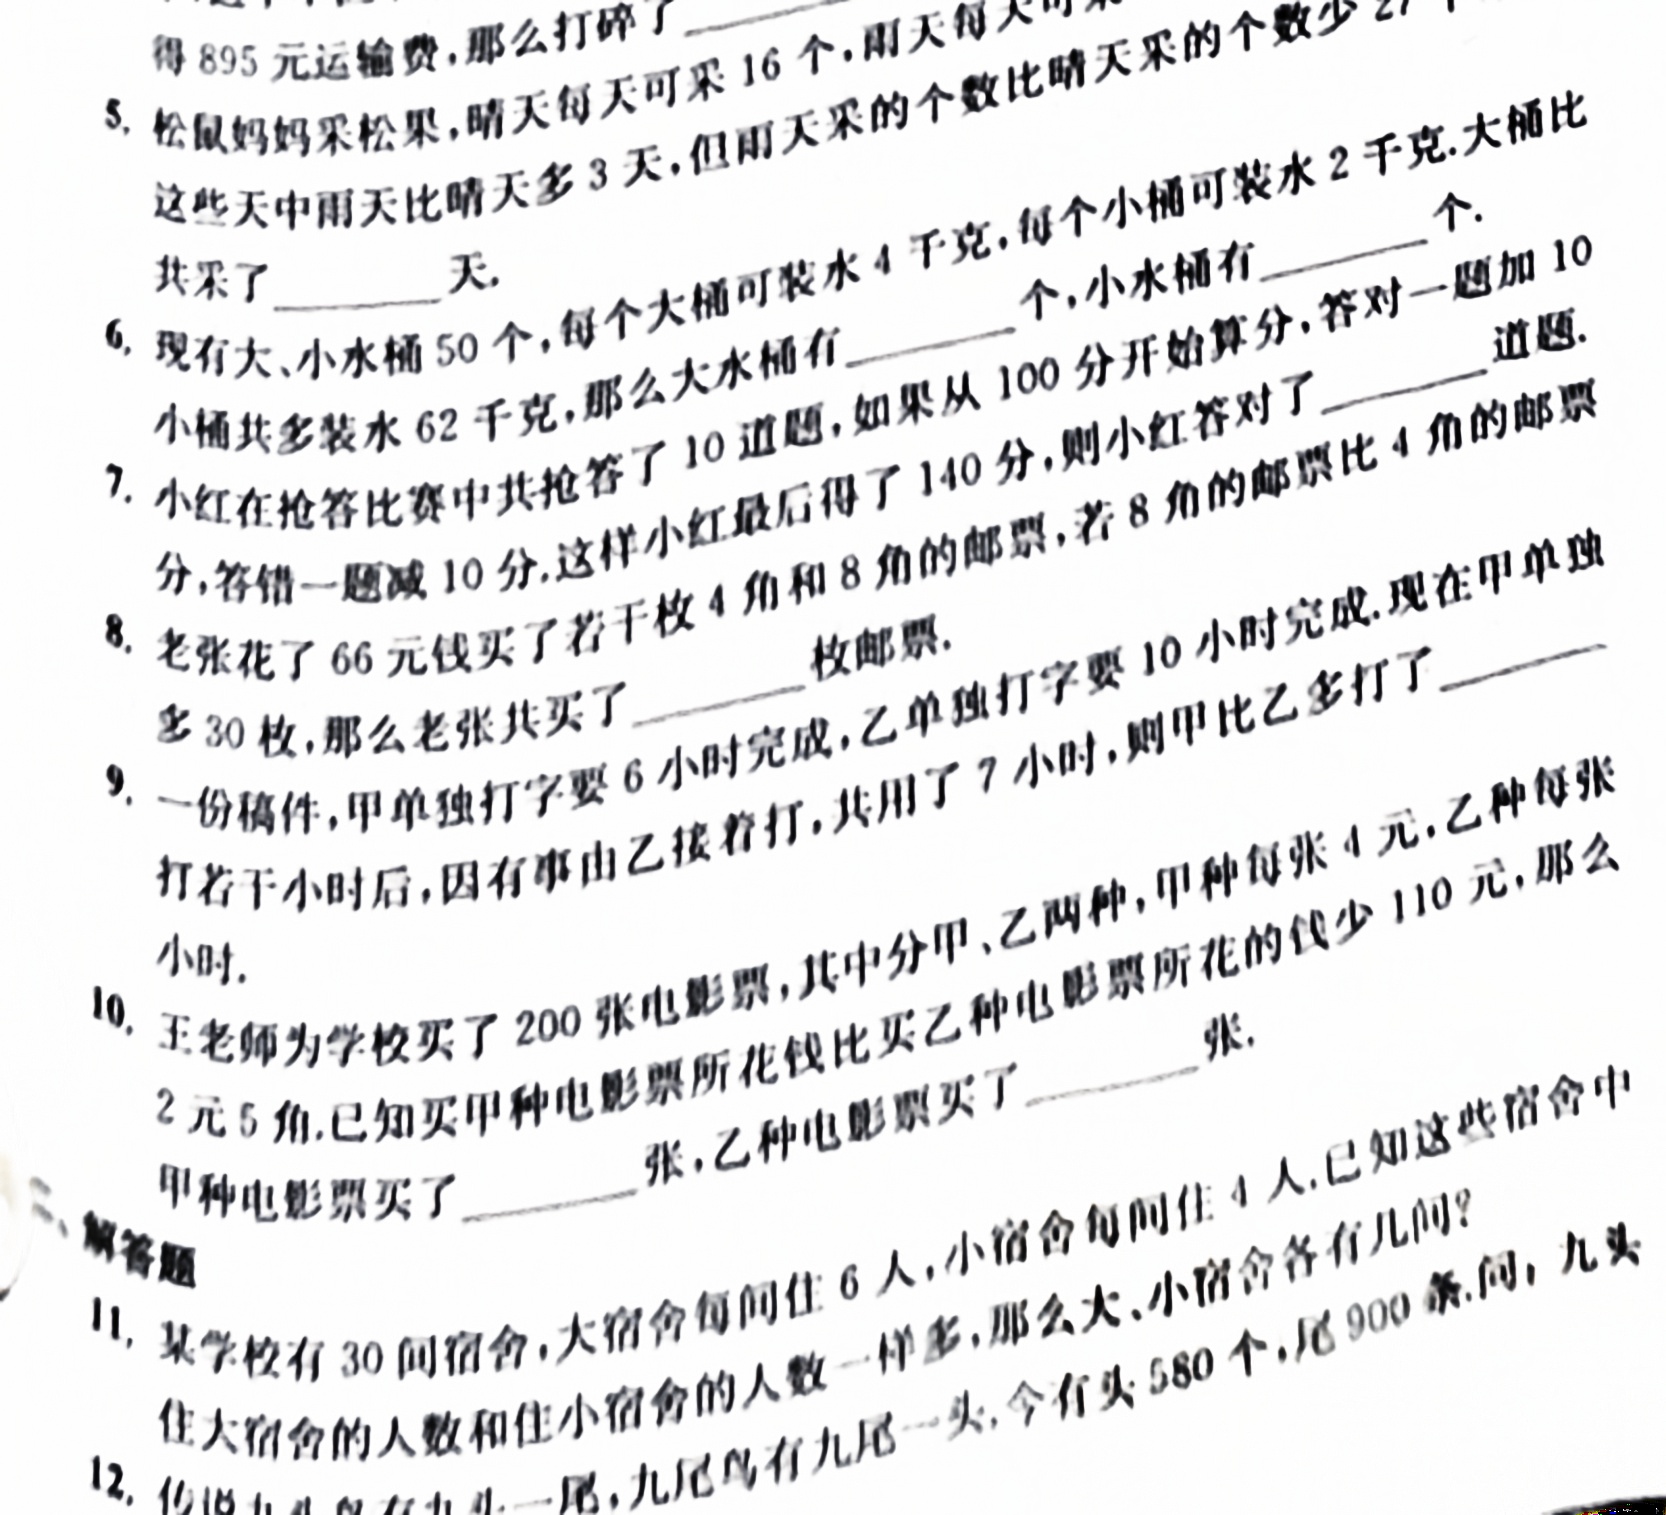 得 895 元运输费,那么打碎了
5. 松鼠妈妈采松果,晴天每天可采 16 个,雨天每天可采
这些天中雨天比晴天多 3 天,但雨天采的个数比晴天采的个数少 27
共采了________天.
6. 现有大、小水桶 50 个,每个大桶可装水 4 千克,每个小桶可装水 2 千克.大桶比
小桶共多装水 62 千克,那么大水桶有________个,小水桶有________个.
7. 小红在抢答比赛中共抢答了 10 道题,如果从 100 分开始算分,答对一题加 10
分,答错一题减 10 分.这样小红最后得了 140 分,则小红答对了________道题.
8. 老张花了 66 元钱买了若干枚 4 角和 8 角的邮票,若 8 角的邮票比 4 角的邮票
多 30 枚,那么老张共买了________枚邮票.
9. 一份稿件,甲单独打字要 6 小时完成,乙单独打字要 10 小时完成.现在甲单独
打若干小时后,因有事由乙接着打,共用了 7 小时,则甲比乙多打了________
小时.
10. 王老师为学校买了 200 张电影票,其中分甲、乙两种,甲种每张 4 元,乙种每张
2 元 5 角.已知买甲种电影票所花钱比买乙种电影票所花的钱少 110 元,那么
甲种电影票买了________张,乙种电影票买了________张.
二、解答题
11. 某学校有 30 间宿舍,大宿舍每间住 6 人,小宿舍每间住 4 人.已知这些宿舍中
住大宿舍的人数和住小宿舍的人数一样多,那么大、小宿舍各有几间?
12. 传说九头鸟有九头一尾,九尾鸟有九尾一头.今有头 580 个,尾 900 条.问:九头